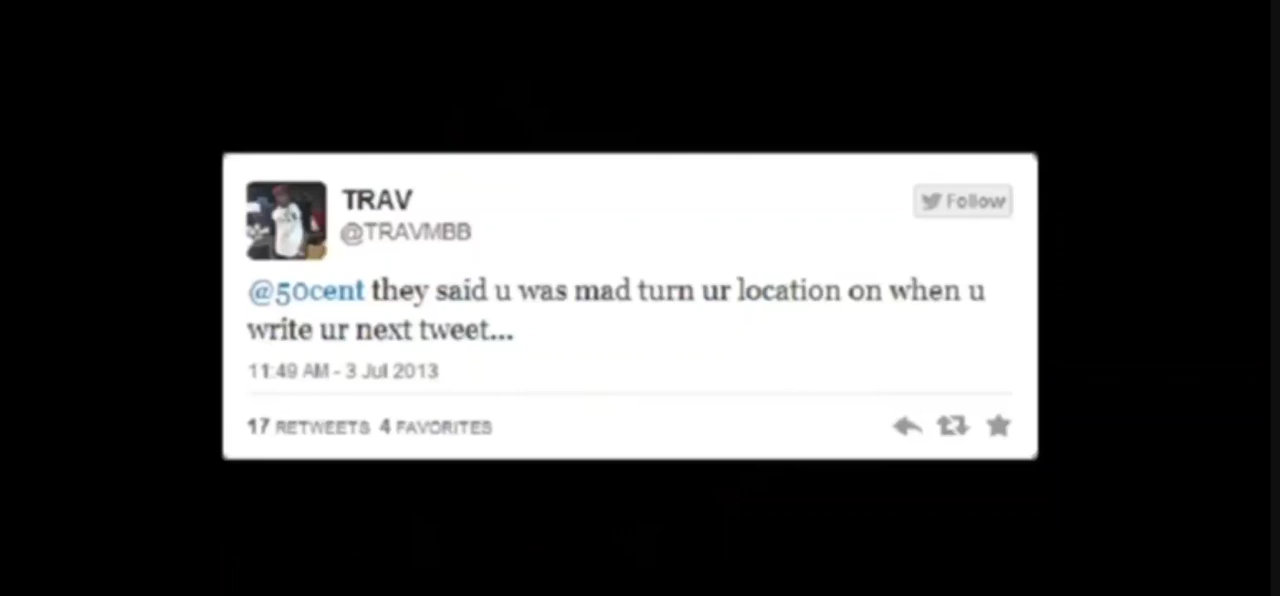 TRAV
Follow
@TRAVMBB
@50cent they said u was mad turn ur location on when u
write ur next tweet...
11:49 AM - 3 Jul 2013
17 RETWEETS 4 FAVORITES